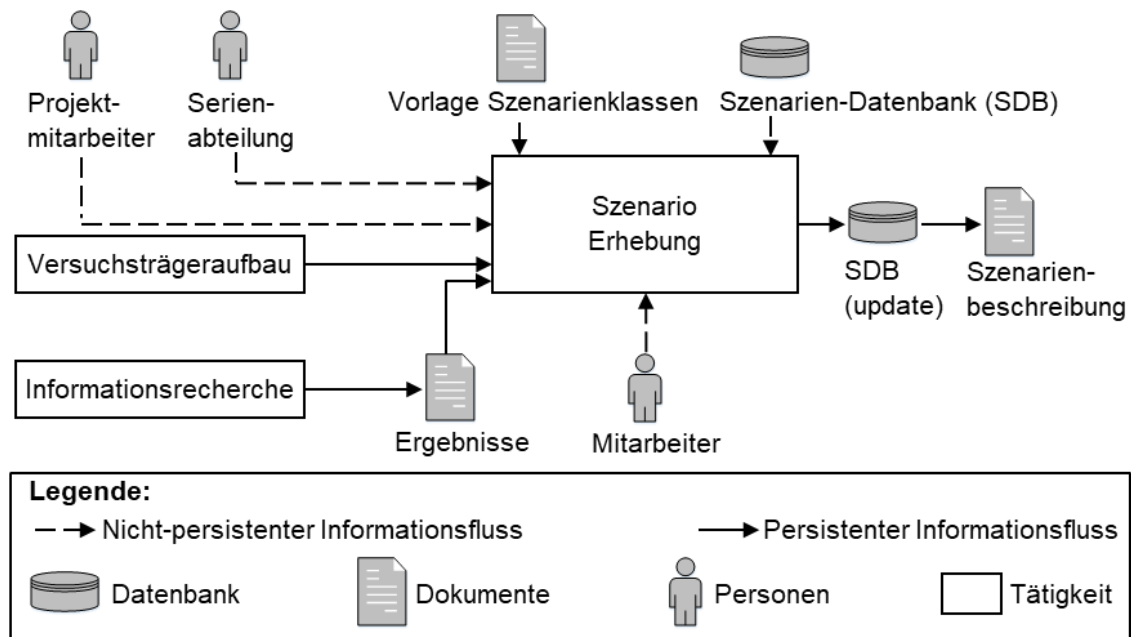 Projekt-
mitarbeiter
Serien-
abteilung
Vorlage Szenarienklassen
Szenarien-Datenbank (SDB)
Szenario
Erhebung
Versuchsträgeraufbau
SDB
(update)
Szenarien-
beschreibung
Informationsrecherche
Ergebnisse
Mitarbeiter
Legende:
Nicht-persistenter Informationsfluss
Persistenter Informationsfluss
Datenbank
Dokumente
Personen
Tätigkeit